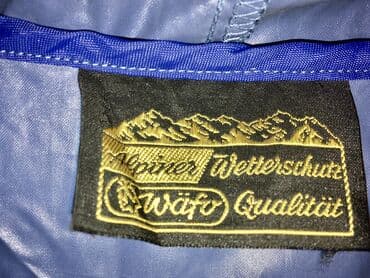 Alpiner Wetterschutz
Wäfo Qualität